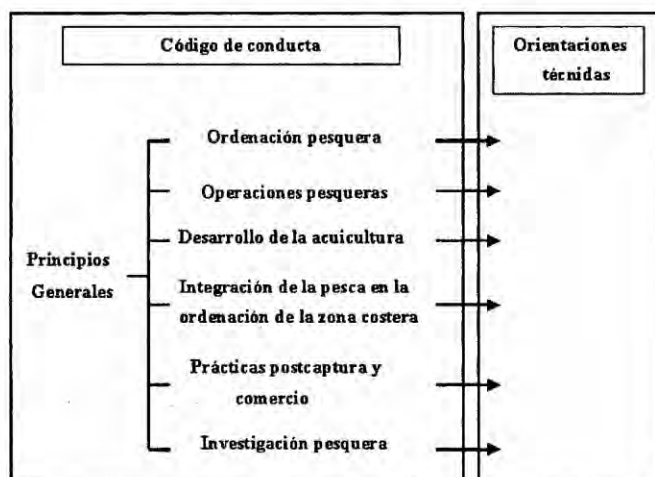 Código de conducta
Orientaciones
técnidas
Ordenación pesquera
Operaciones pesqueras
Desarrollo de la acuicultura
Principios
Generales
Integración de la pesca en la
ordenación de la zona costera
Prácticas postcaptura y
comercio
Investigación pesquera